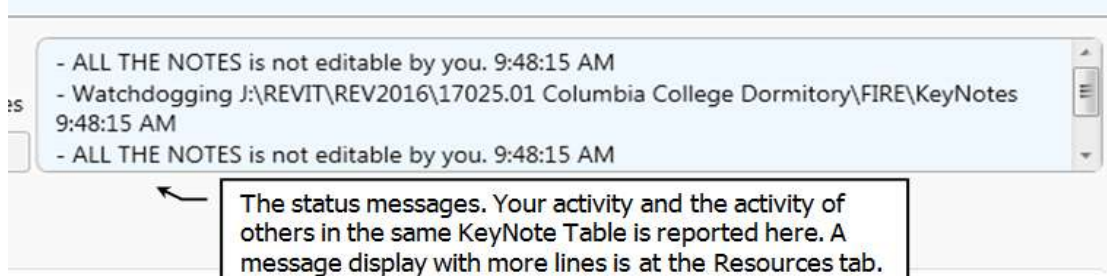 - ALL THE NOTES is not editable by you. 9:48:15 AM
- Watchdogging J:\REVIT\REV2016\17025.01 Columbia College Dormitory\FIRE\KeyNotes
es
9:48:15 AM
- ALL THE NOTES is not editable by you. 9:48:15 AM
The status messages. Your activity and the activity of
others in the same KeyNote Table is reported here. A
message display with more lines is at the Resources tab.